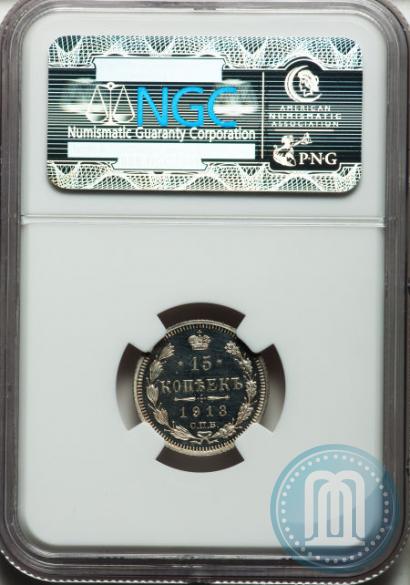 NGC
Numismatic Guaranty Corporation
AMERICAN
NUMISMATIC
ASSOCIATION
PNG
15
КОПѢЕКЪ
1913
С.П.Б.
M